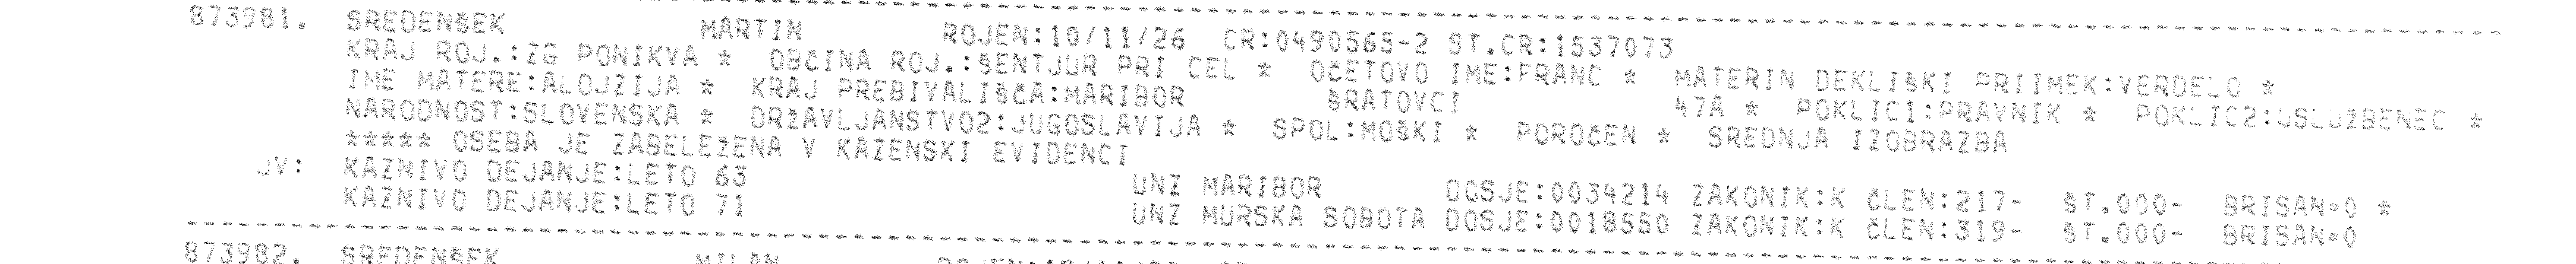 873981. SREDENŠEK MARTIN ROJEN:10/11/26 CR:0490565-2 ST.CR:1537073
KRAJ ROJ.:ZG PONIKVA * OBČINA ROJ.:ŠENTJUR PRI CEL * OČETOVO IME:FRANC * MATERIN DEKLIŠKI PRIIMEK:VERDELO *
IME MATERE:ALOJZIJA * KRAJ PREBIVALIŠČA:MARIBOR BRATOVCI 47A * POKLIC1:PRAVNIK * POKLIC2:USLUŽBENEC *
NARODNOST:SLOVENSKA * DRŽAVLJANSTVO2:JUGOSLAVIJA * SPOL:MOŠKI * POROČEN * SREDNJA IZOBRAZBA
***** OSEBA JE ZABELEŽENA V KAZENSKI EVIDENCI
JV: KAZNIVO DEJANJE:LETO 63 UNZ MARIBOR DOSJE:0034214 ZAKONIK:K ČLEN:217- ŠT.000- BRISAN=0 *
KAZNIVO DEJANJE:LETO 71 UNZ MURSKA SOBOTA DOSJE:0018550 ZAKONIK:K ČLEN:319- ŠT.000- BRISAN=0
873982. SREDENŠEK MILAN